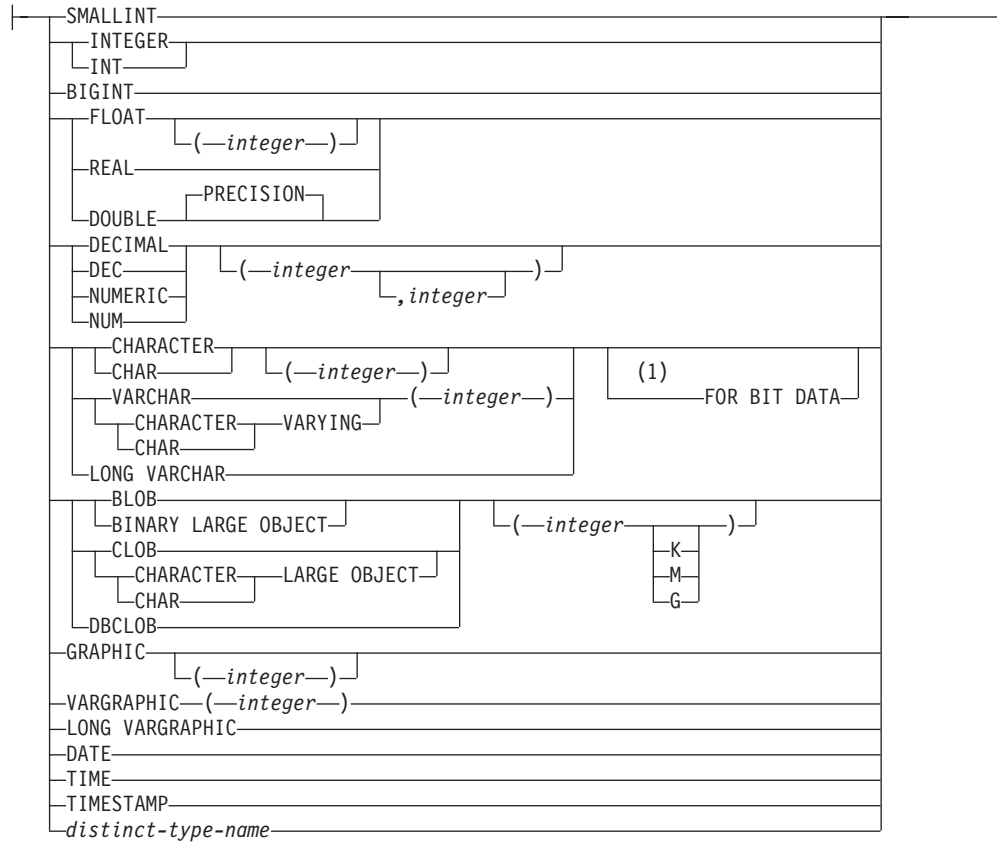 SMALLINT
INTEGER
INT
BIGINT
FLOAT
( integer )
REAL
PRECISION
DOUBLE
DECIMAL
DEC ( integer )
NUMERIC ,integer
NUM
CHARACTER
CHAR ( integer ) (1)
VARCHAR ( integer ) FOR BIT DATA
CHARACTER VARYING
CHAR
LONG VARCHAR
BLOB
BINARY LARGE OBJECT ( integer )
CLOB K
CHARACTER LARGE OBJECT M
CHAR G
DBCLOB
GRAPHIC
( integer )
VARGRAPHIC ( integer )
LONG VARGRAPHIC
DATE
TIME
TIMESTAMP
distinct-type-name